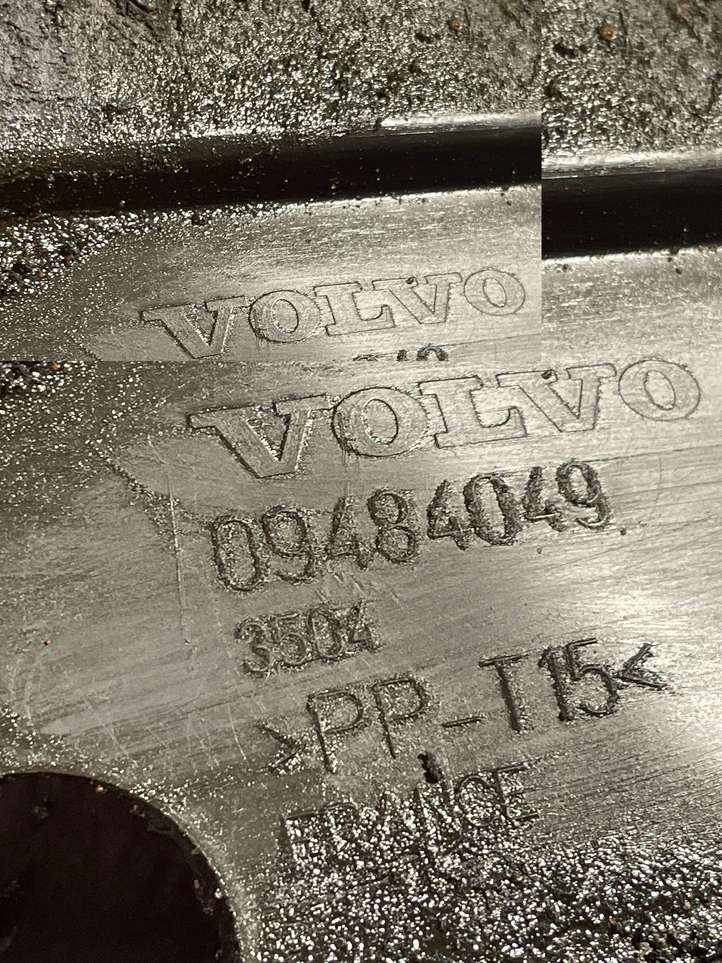 VOLVO
VOLVO
09484049
3504
>PP-T15<
FRANCE